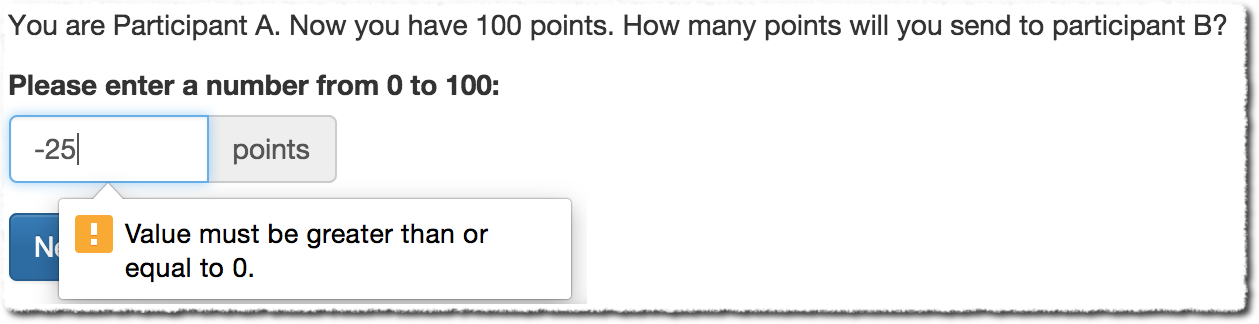 You are Participant A. Now you have 100 points. How many points will you send to participant B?
Please enter a number from 0 to 100:
-25 points
Ne
Value must be greater than or
equal to 0.